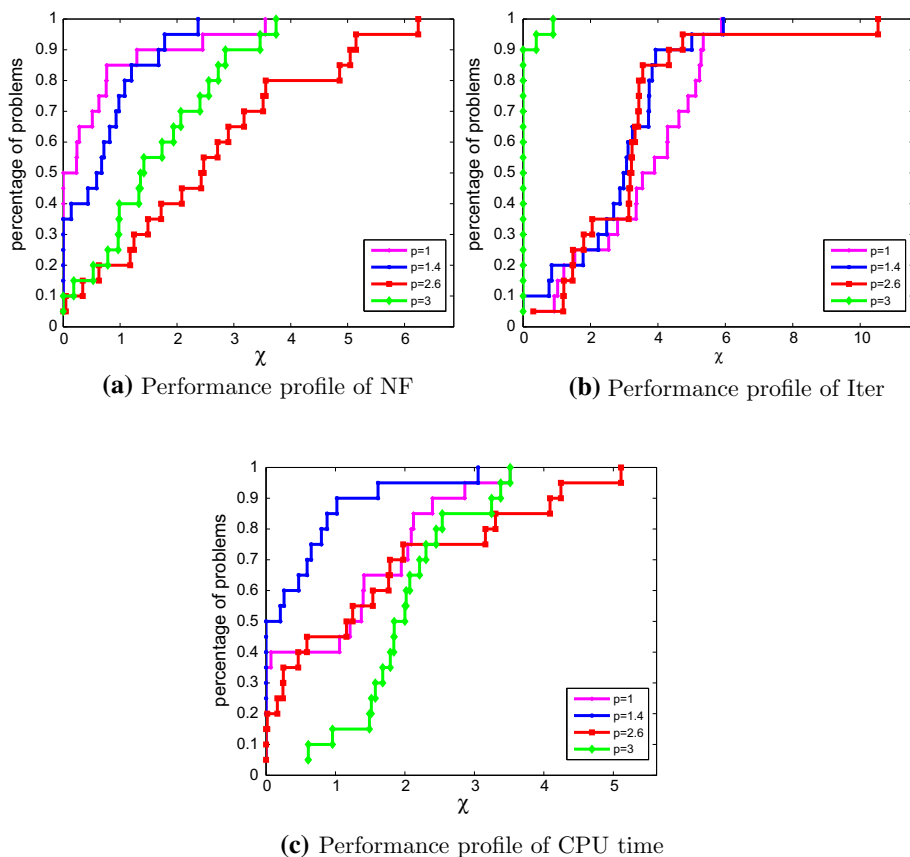 percentage of problems
1
0.9
0.8
0.7
0.6
0.5
0.4
0.3
0.2
0.1
0
0 1 2 3 4 5 6
χ
p=1
p=1.4
p=2.6
p=3
(a) Performance profile of NF
percentage of problems
1
0.9
0.8
0.7
0.6
0.5
0.4
0.3
0.2
0.1
0
0 2 4 6 8 10
χ
p=1
p=1.4
p=2.6
p=3
(b) Performance profile of Iter
percentage of problems
1
0.9
0.8
0.7
0.6
0.5
0.4
0.3
0.2
0.1
0
0 1 2 3 4 5
χ
p=1
p=1.4
p=2.6
p=3
(c) Performance profile of CPU time